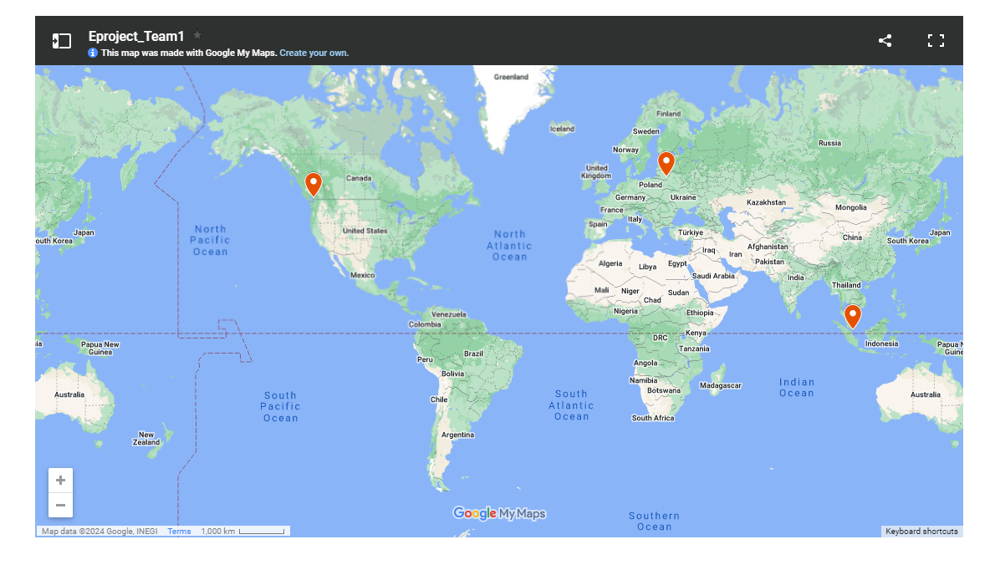 Eproject_Team1
This map was made with Google My Maps. Create your own.
Greenland
Finland
Iceland
Sweden
Russia
Norway
United
Kingdom
Canada
Poland
Germany
Ukraine
Kazakhstan
Mongolia
France
Italy
Spain
North
Pacific
Ocean
United States
North
Atlantic
Ocean
Türkiye
Japan
outh Korea
China
Japan
South Korea
Iraq
Iran
Afghanistan
Pakistan
Algeria
Libya
Egypt
Saudi Arabia
India
Mexico
Thailand
Mali
Niger
Chad
Sudan
Nigeria
Ethiopia
Venezuela
Colombia
Kenya
DRC
Tanzania
Indonesia
ia
Papua New
Guinea
Papua N
Guine
Peru
Brazil
Angola
Bolivia
Namibia
Botswana
Madagascar
Indian
Ocean
Australia
South
Pacific
Ocean
Chile
South
Atlantic
Ocean
Australia
South Africa
New
Zealand
Argentina
Google My Maps
Southern
Ocean
Map data ©2024 Google, INEGI Terms 1,000 km
Keyboard shortcuts